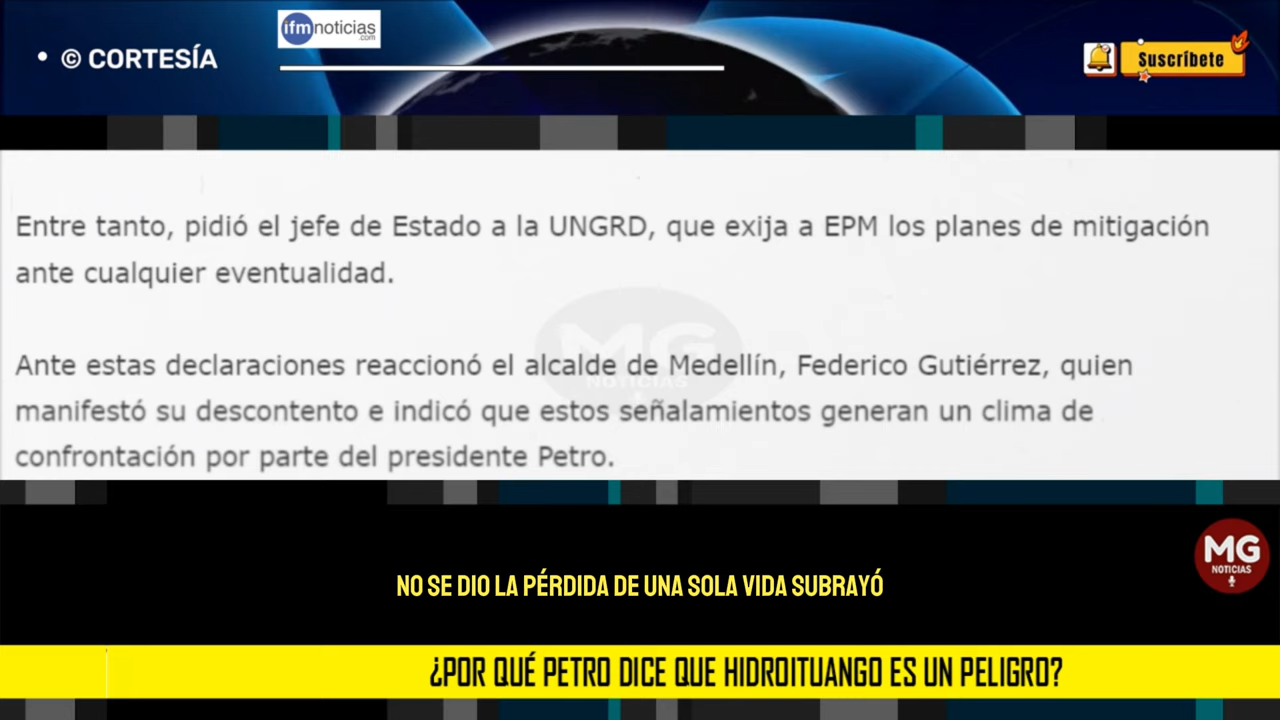 • © CORTESÍA
ifmnoticias
.com
Suscríbete
Entre tanto, pidió el jefe de Estado a la UNGRD, que exija a EPM los planes de mitigación
ante cualquier eventualidad.
Ante estas declaraciones reaccionó el alcalde de Medellín, Federico Gutiérrez, quien
manifestó su descontento e indicó que estos señalamientos generan un clima de
confrontación por parte del presidente Petro.
MG
NOTICIAS
NO SE DIO LA PÉRDIDA DE UNA SOLA VIDA SUBRAYÓ
MG
NOTICIAS
¿POR QUÉ PETRO DICE QUE HIDROITUANGO ES UN PELIGRO?